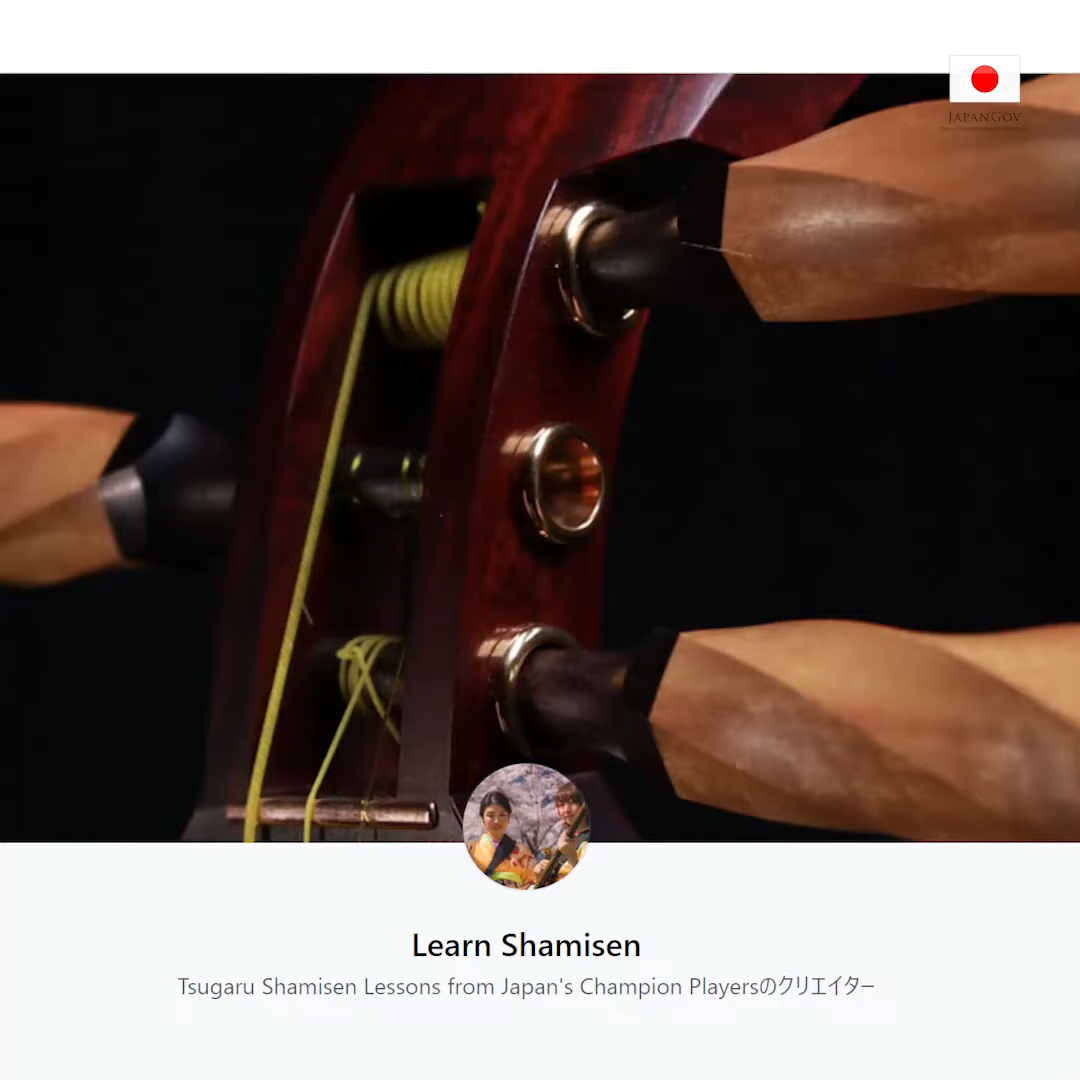 JAPANGOV
Learn Shamisen
Tsugaru Shamisen Lessons from Japan's Champion Playersのクリエイター